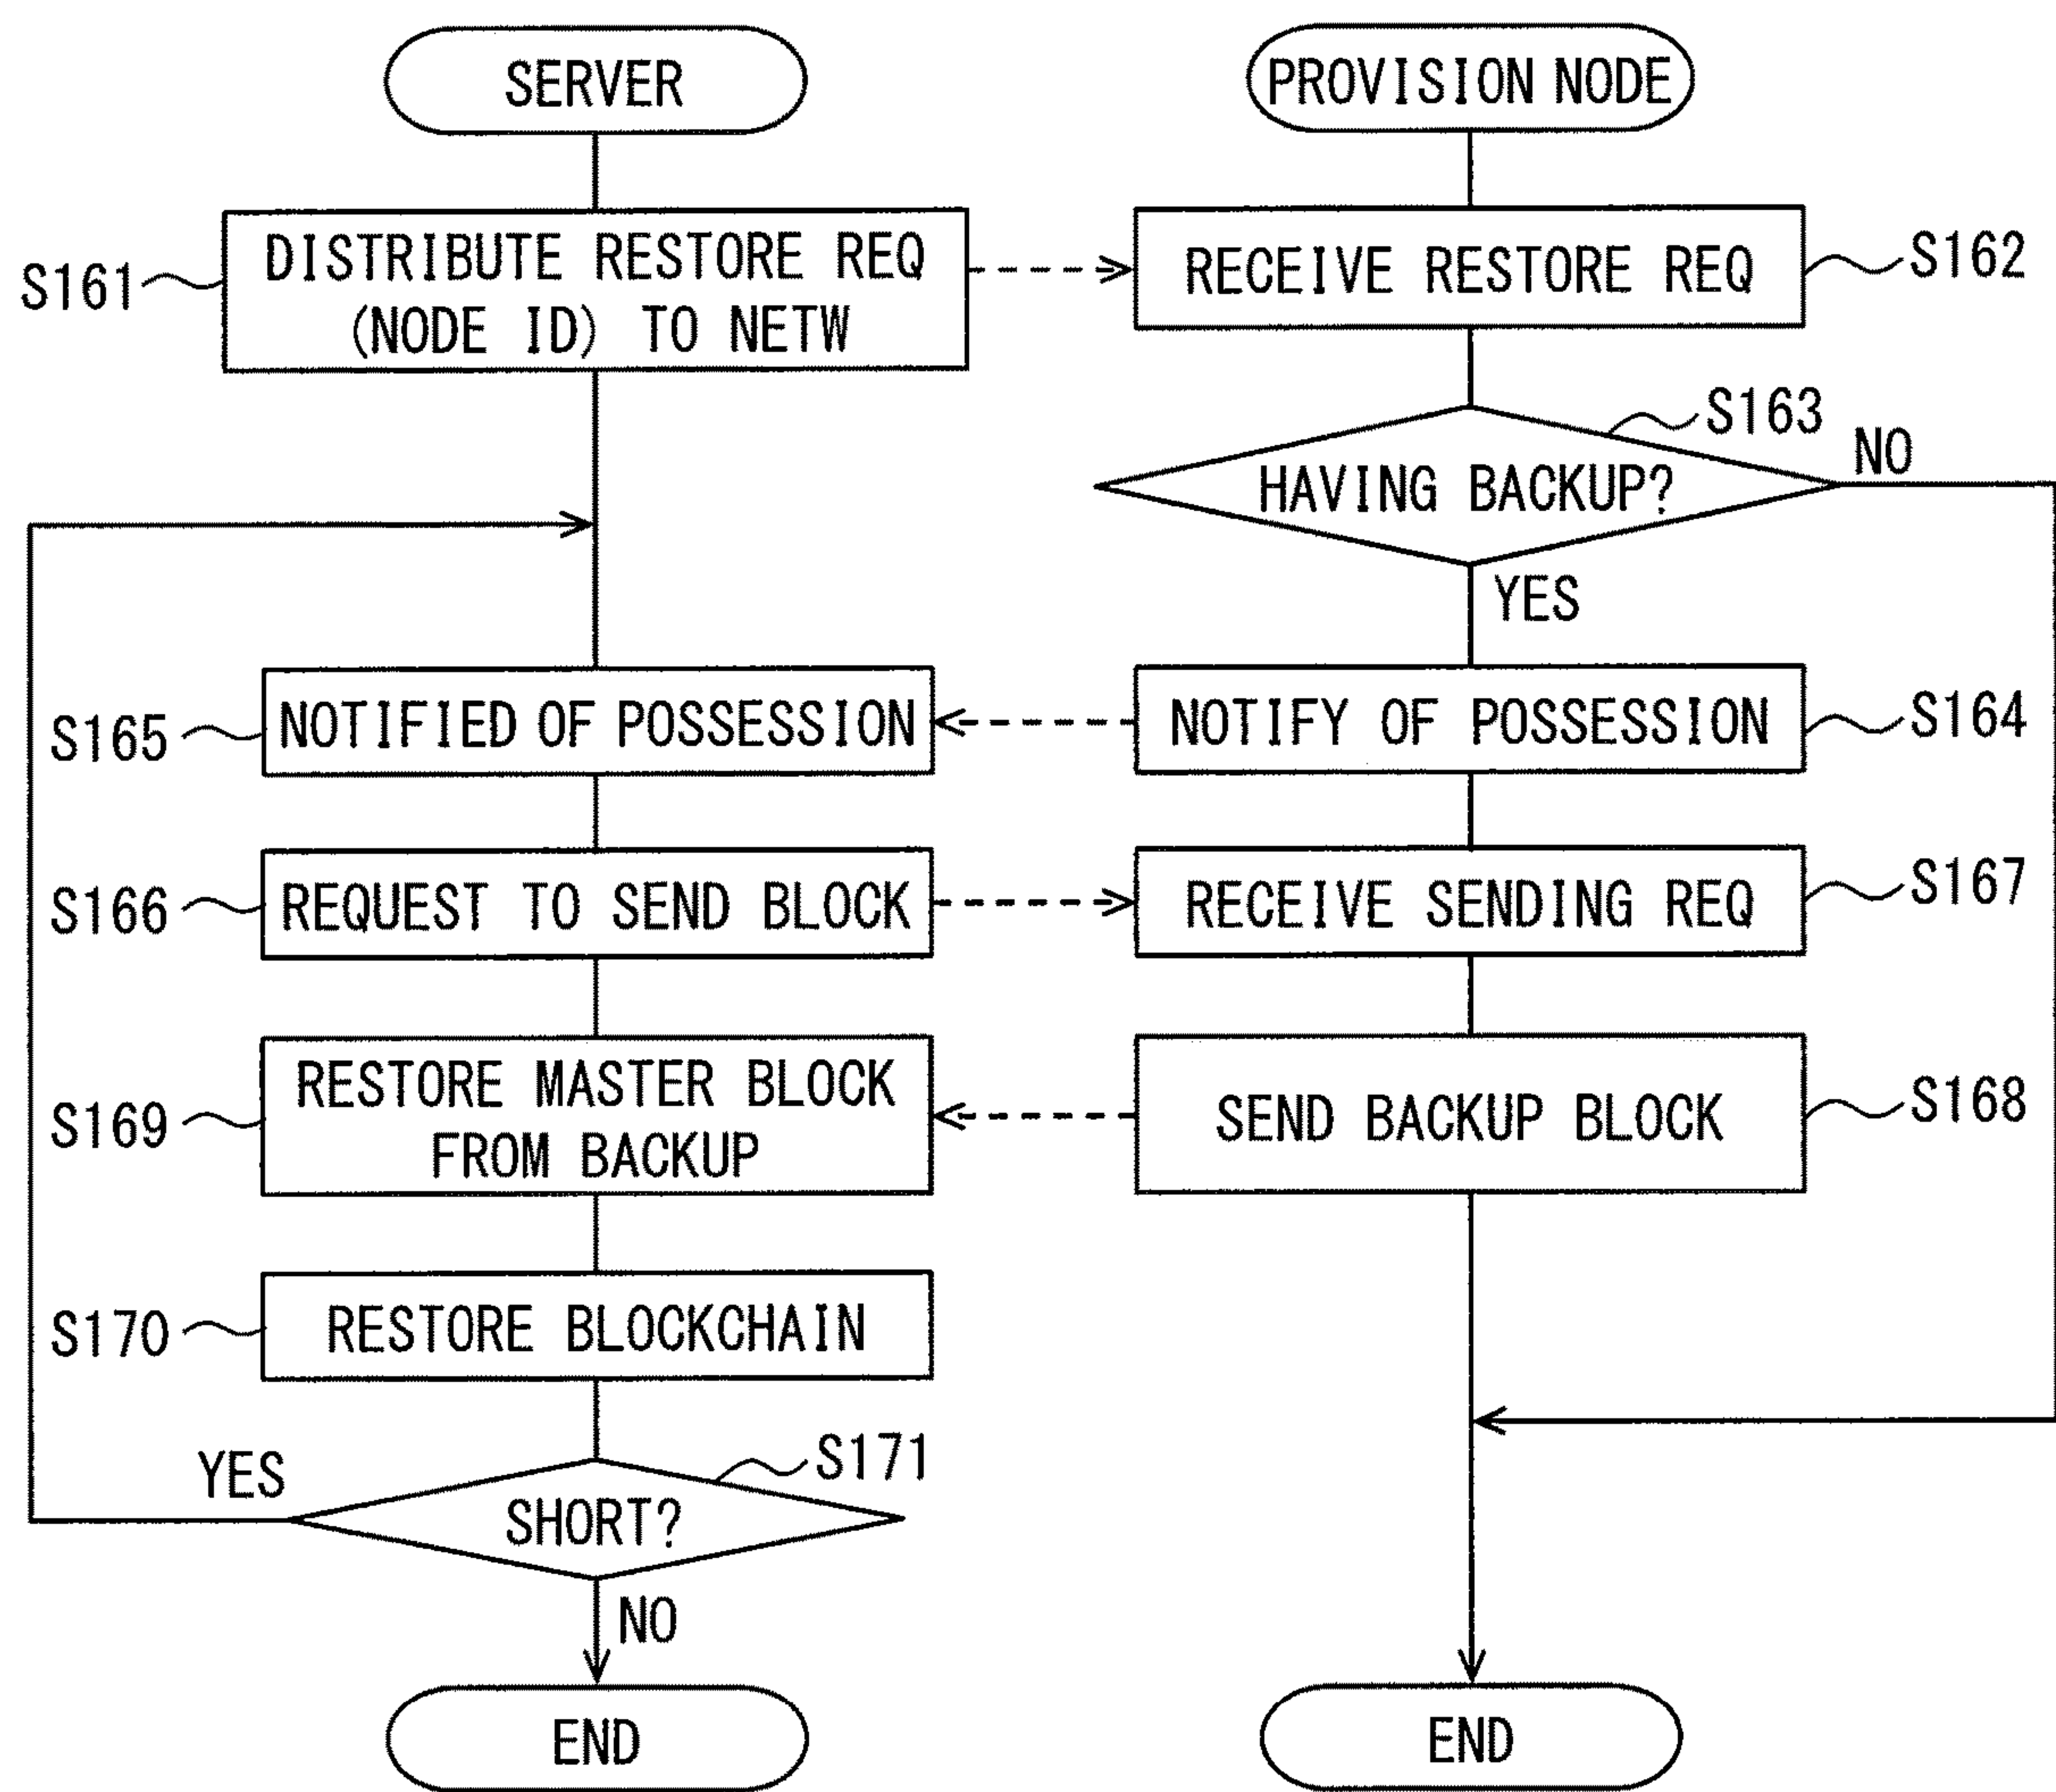 SERVER
PROVISION NODE
S161
DISTRIBUTE RESTORE REQ
(NODE ID) TO NETW
RECEIVE RESTORE REQ
S162
S163
HAVING BACKUP?
NO
YES
S165
NOTIFIED OF POSSESSION
NOTIFY OF POSSESSION
S164
S166
REQUEST TO SEND BLOCK
RECEIVE SENDING REQ
S167
S169
RESTORE MASTER BLOCK
FROM BACKUP
SEND BACKUP BLOCK
S168
S170
RESTORE BLOCKCHAIN
S171
YES
SHORT?
NO
END
END